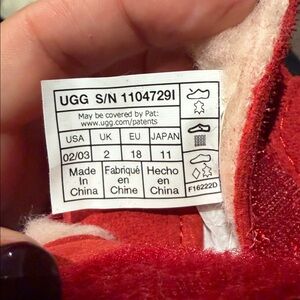 UGG S/N 1104729I
May be covered by Pat:
www.ugg.com/patents
USA UK EU JAPAN
02/03 2 18 11
Made In China Fabriqué en Chine Hecho en China
F16222D